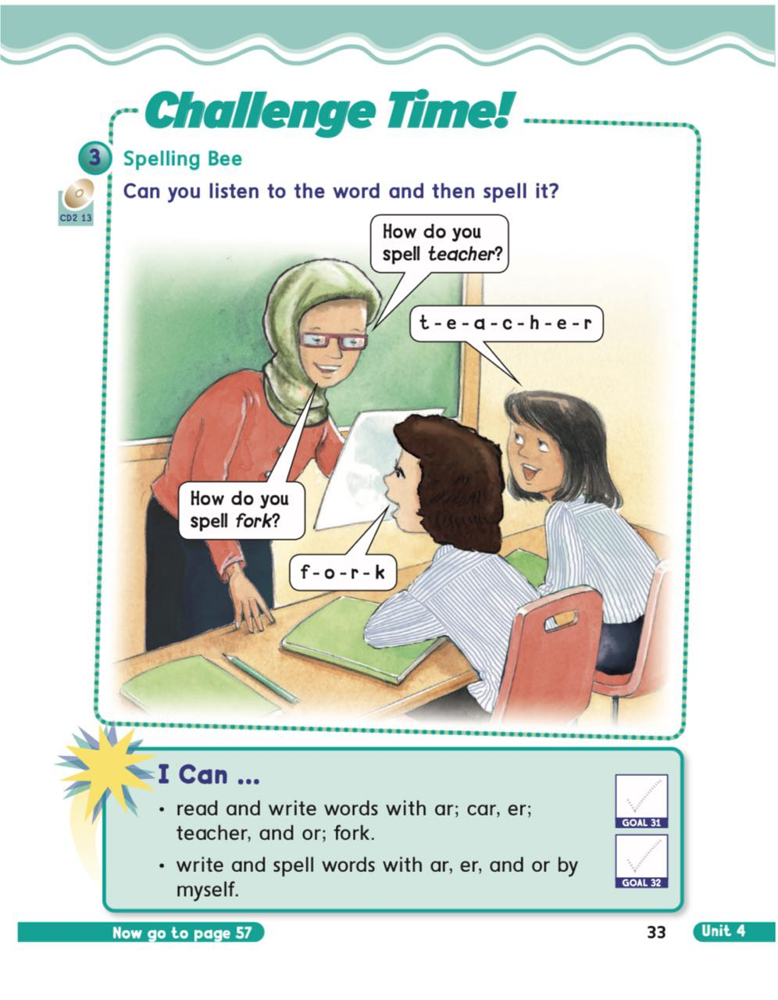 Challenge Time!
3
Spelling Bee
CD2 13
Can you listen to the word and then spell it?
How do you
spell teacher?
t - e - a - c - h - e - r
How do you
spell fork?
f - o - r - k
I Can ...
• read and write words with ar; car, er;
teacher, and or; fork.
GOAL 31
• write and spell words with ar, er, and or by
myself.
GOAL 32
Now go to page 57
33
Unit 4